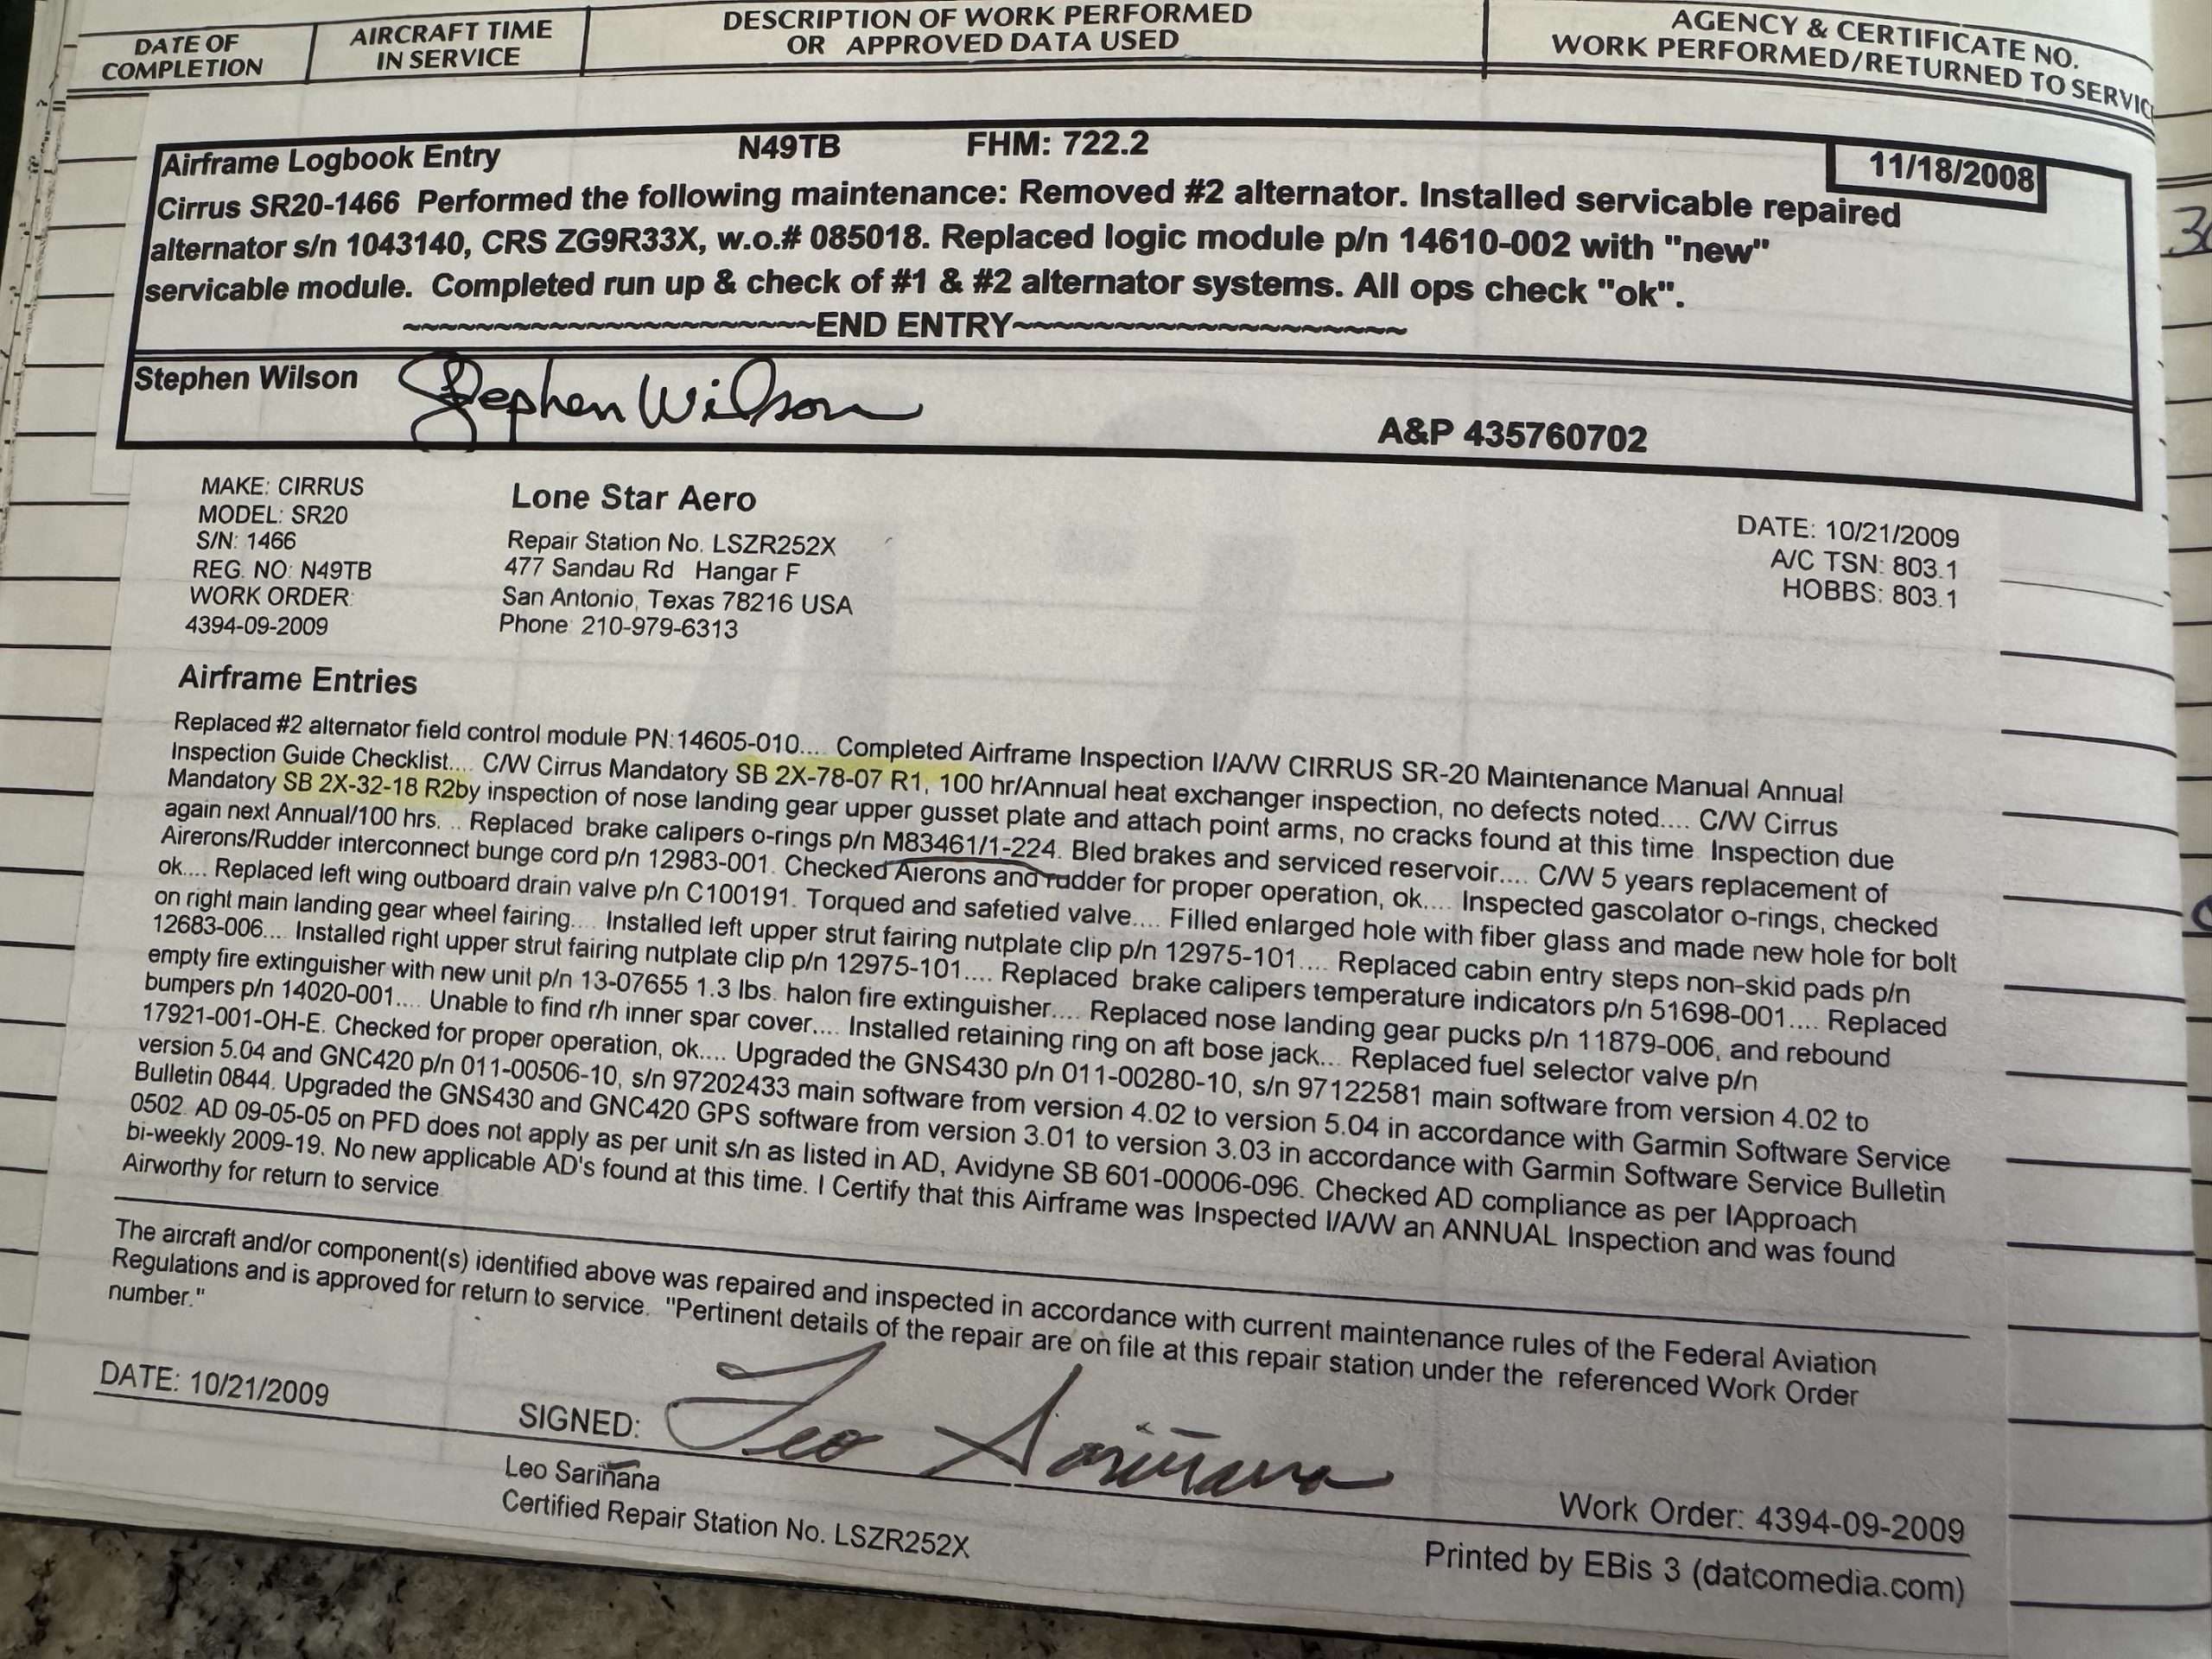 DATE OF COMPLETION
AIRCRAFT TIME IN SERVICE
DESCRIPTION OF WORK PERFORMED OR APPROVED DATA USED
AGENCY & CERTIFICATE NO. WORK PERFORMED/RETURNED TO SERVIC
Airframe Logbook Entry N49TB FHM: 722.2 11/18/2008
Cirrus SR20-1466 Performed the following maintenance: Removed #2 alternator. Installed servicable repaired
alternator s/n 1043140, CRS ZG9R33X, w.o.# 085018. Replaced logic module p/n 14610-002 with "new"
servicable module. Completed run up & check of #1 & #2 alternator systems. All ops check "ok".
~~~~~~~~~~~~~~~~~~~~~~~END ENTRY~~~~~~~~~~~~~~~~~~~~~~
Stephen Wilson Stephen Wilson A&P 435760702
MAKE: CIRRUS
MODEL: SR20
S/N: 1466
REG. NO: N49TB
WORK ORDER:
4394-09-2009
Lone Star Aero
Repair Station No. LSZR252X
477 Sandau Rd Hangar F
San Antonio, Texas 78216 USA
Phone: 210-979-6313
DATE: 10/21/2009
A/C TSN: 803.1
HOBBS: 803.1
Airframe Entries
Replaced #2 alternator field control module PN:14605-010.... Completed Airframe Inspection I/A/W CIRRUS SR-20 Maintenance Manual Annual
Inspection Guide Checklist.... C/W Cirrus Mandatory SB 2X-78-07 R1, 100 hr/Annual heat exchanger inspection, no defects noted.... C/W Cirrus
Mandatory SB 2X-32-18 R2by inspection of nose landing gear upper gusset plate and attach point arms, no cracks found at this time. Inspection due
again next Annual/100 hrs. .. Replaced brake calipers o-rings p/n M83461/1-224. Bled brakes and serviced reservoir.... C/W 5 years replacement of
Airerons/Rudder interconnect bunge cord p/n 12983-001. Checked Aierons and rudder for proper operation, ok.... Inspected gascolator o-rings, checked
ok.... Replaced left wing outboard drain valve p/n C100191. Torqued and safetied valve.... Filled enlarged hole with fiber glass and made new hole for bolt
on right main landing gear wheel fairing.... Installed left upper strut fairing nutplate clip p/n 12975-101.... Replaced cabin entry steps non-skid pads p/n
12683-006.... Installed right upper strut fairing nutplate clip p/n 12975-101.... Replaced brake calipers temperature indicators p/n 51698-001.... Replaced
empty fire extinguisher with new unit p/n 13-07655 1.3 lbs. halon fire extinguisher.... Replaced nose landing gear pucks p/n 11879-006, and rebound
bumpers p/n 14020-001.... Unable to find r/h inner spar cover.... Installed retaining ring on aft bose jack... Replaced fuel selector valve p/n
17921-001-OH-E. Checked for proper operation, ok.... Upgraded the GNS430 p/n 011-00280-10, s/n 97122581 main software from version 4.02 to
version 5.04 and GNC420 p/n 011-00506-10, s/n 97202433 main software from version 4.02 to version 5.04 in accordance with Garmin Software Service
Bulletin 0844. Upgraded the GNS430 and GNC420 GPS software from version 3.01 to version 3.03 in accordance with Garmin Software Service Bulletin
0502. AD 09-05-05 on PFD does not apply as per unit s/n as listed in AD, Avidyne SB 601-00006-096. Checked AD compliance as per IApproach
bi-weekly 2009-19. No new applicable AD's found at this time. I Certify that this Airframe was Inspected I/A/W an ANNUAL Inspection and was found
Airworthy for return to service.
The aircraft and/or component(s) identified above was repaired and inspected in accordance with current maintenance rules of the Federal Aviation
Regulations and is approved for return to service. "Pertinent details of the repair are on file at this repair station under the referenced Work Order
number."
DATE: 10/21/2009
SIGNED: Leo Sariñana
Leo Sariñana
Certified Repair Station No. LSZR252X
Work Order: 4394-09-2009
Printed by EBis 3 (datcomedia.com)